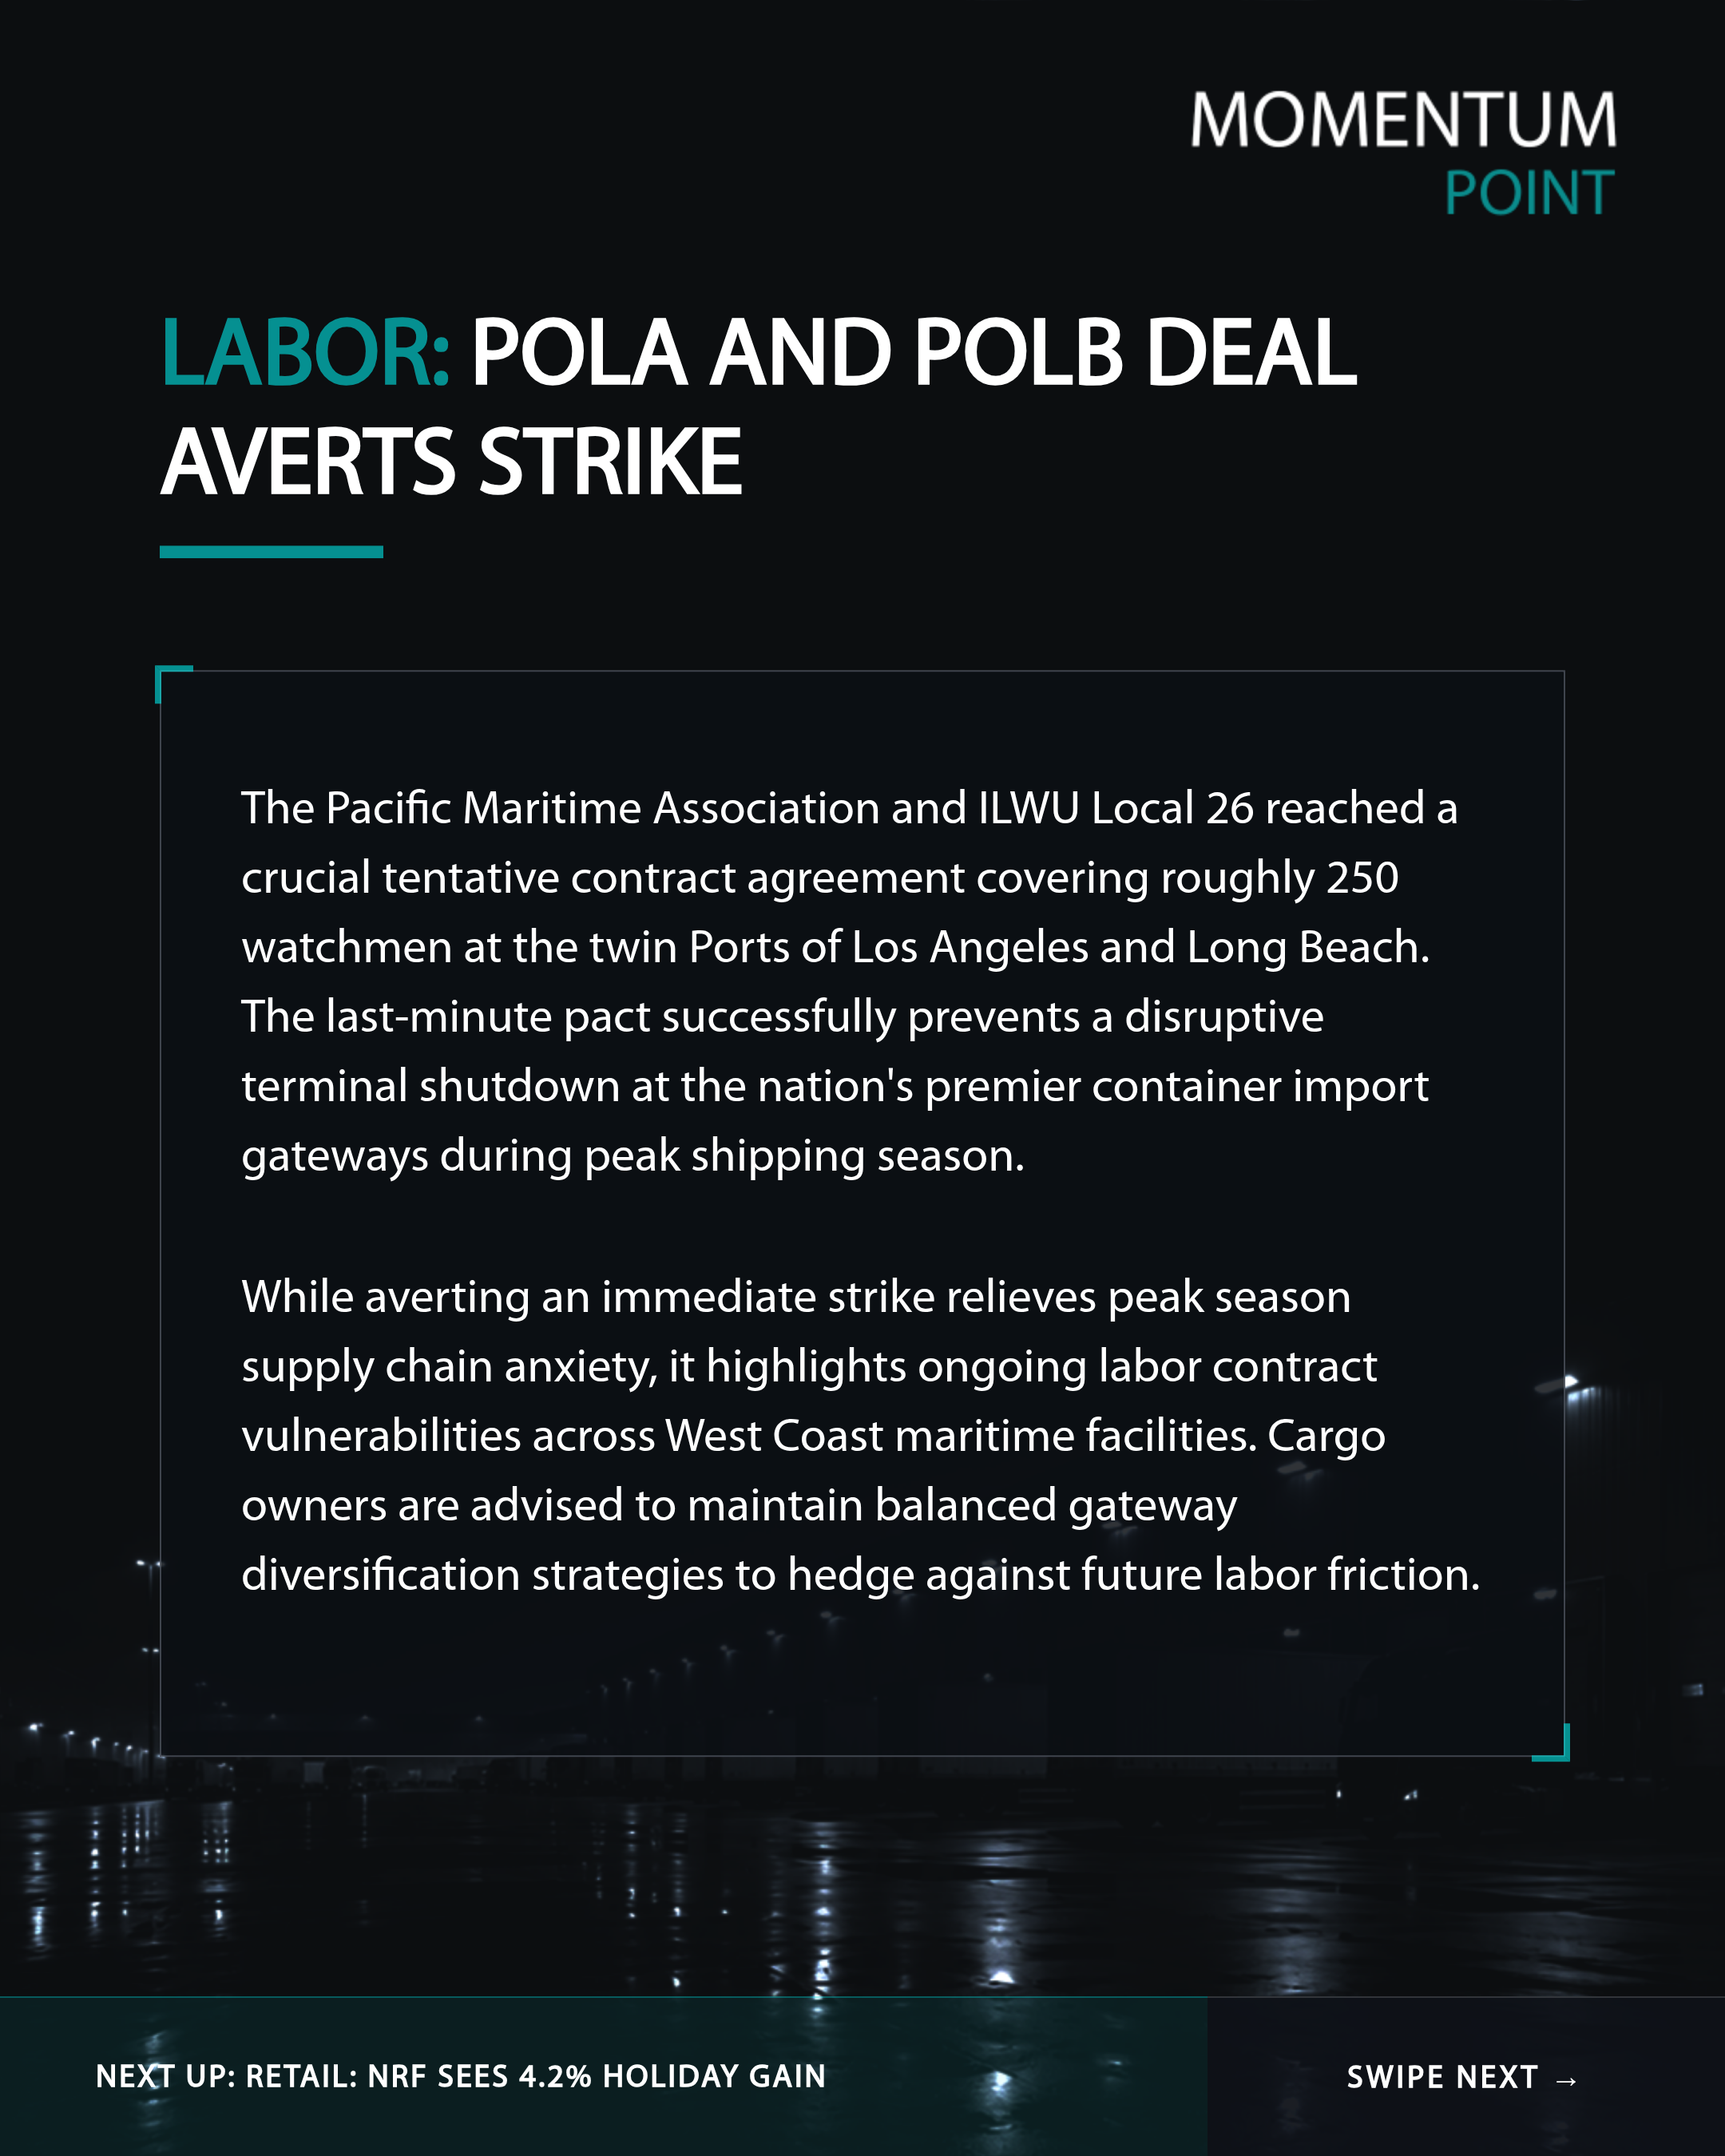 MOMENTUM
POINT
LABOR: POLA AND POLB DEAL
AVERTS STRIKE
The Pacific Maritime Association and ILWU Local 26 reached a
crucial tentative contract agreement covering roughly 250
watchmen at the twin Ports of Los Angeles and Long Beach.
The last-minute pact successfully prevents a disruptive
terminal shutdown at the nation's premier container import
gateways during peak shipping season.
While averting an immediate strike relieves peak season
supply chain anxiety, it highlights ongoing labor contract
vulnerabilities across West Coast maritime facilities. Cargo
owners are advised to maintain balanced gateway
diversification strategies to hedge against future labor friction.
NEXT UP: RETAIL: NRF SEES 4.2% HOLIDAY GAIN
SWIPE NEXT →